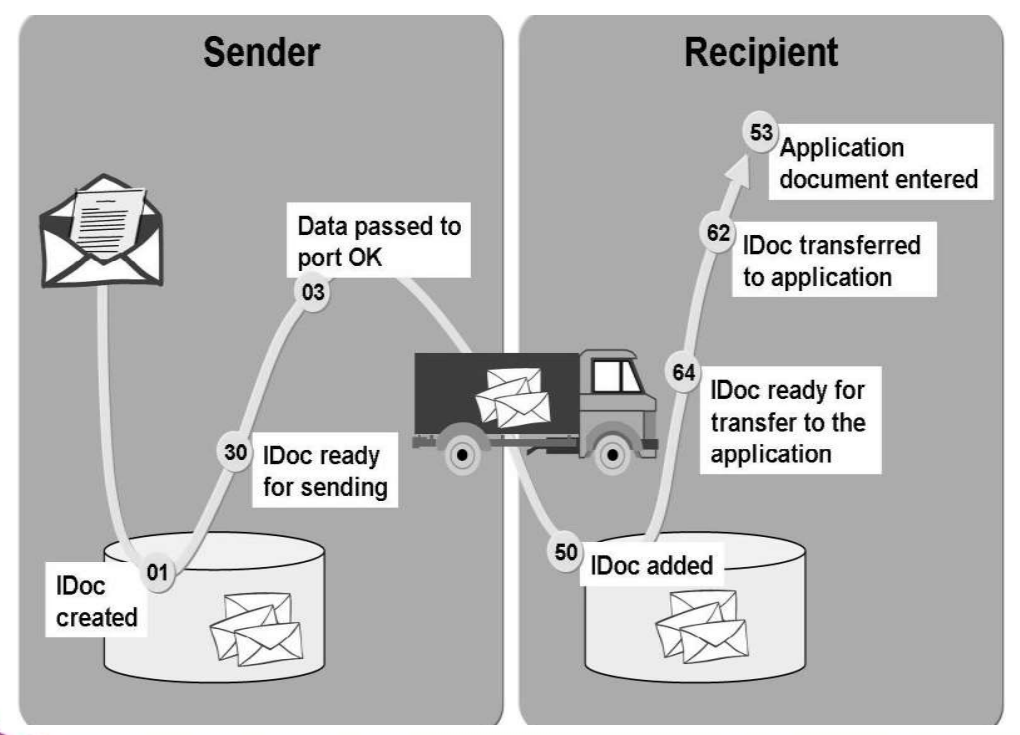 Sender
Recipient
Data passed to
port OK
03
30
IDoc ready
for sending
01
IDoc
created
53
Application
document entered
62
IDoc transferred
to application
64
IDoc ready for
transfer to the
application
50
IDoc added